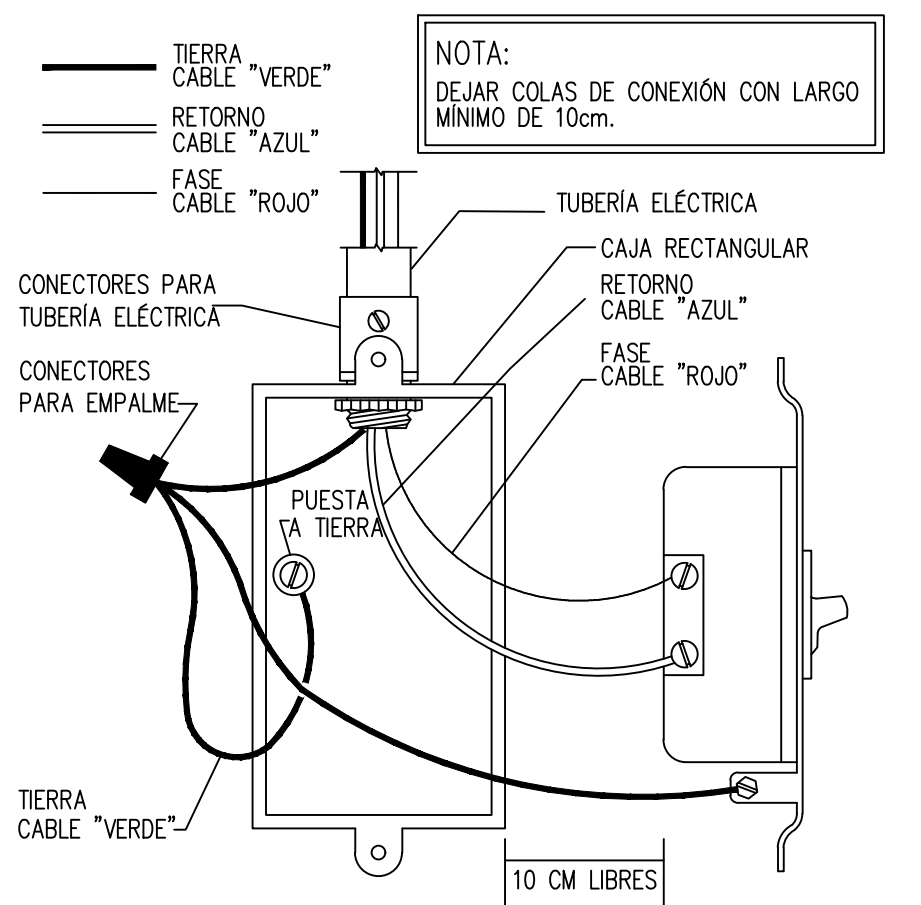 TIERRA
CABLE "VERDE"
RETORNO
CABLE "AZUL"
FASE
CABLE "ROJO"
NOTA:
DEJAR COLAS DE CONEXIÓN CON LARGO
MÍNIMO DE 10cm.
TUBERÍA ELÉCTRICA
CAJA RECTANGULAR
RETORNO
CABLE "AZUL"
FASE
CABLE "ROJO"
CONECTORES PARA
TUBERÍA ELÉCTRICA
CONECTORES
PARA EMPALME
PUESTA
A TIERRA
TIERRA
CABLE "VERDE"
10 CM LIBRES